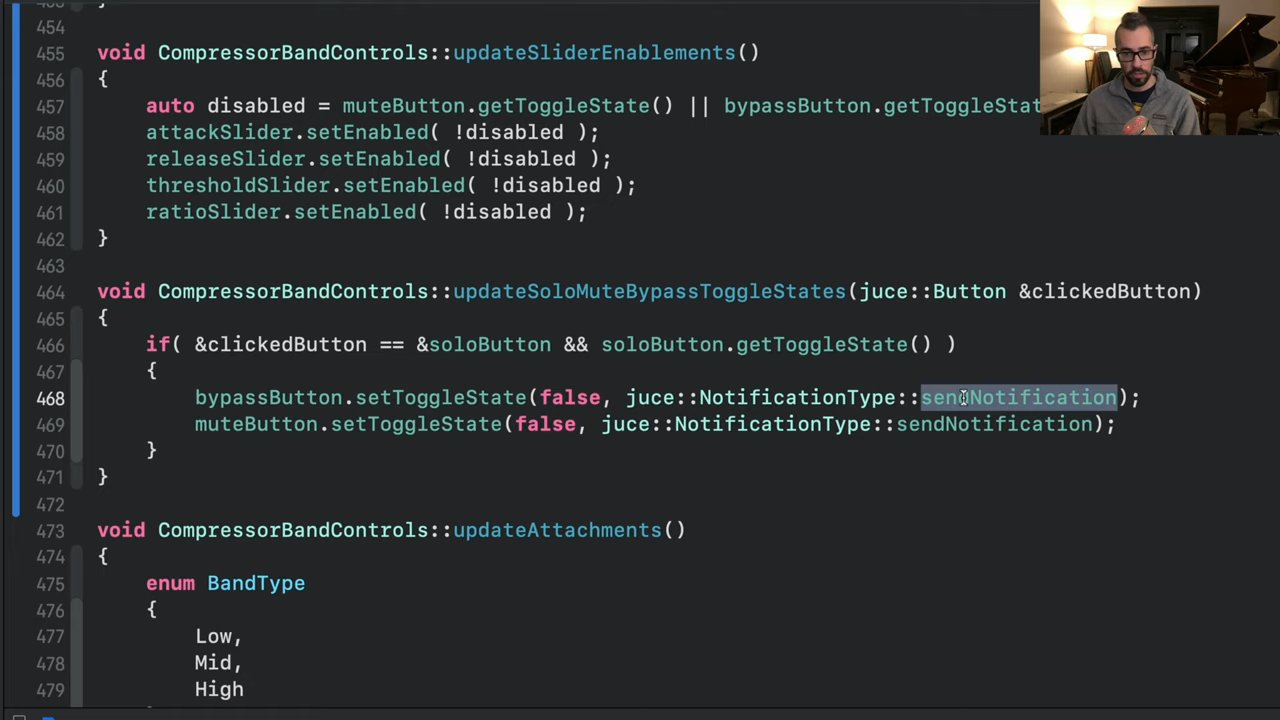 454
455 void CompressorBandControls::updateSliderEnablements()
456 {
457 auto disabled = muteButton.getToggleState() || bypassButton.getToggleStat
458 attackSlider.setEnabled( !disabled );
459 releaseSlider.setEnabled( !disabled );
460 thresholdSlider.setEnabled( !disabled );
461 ratioSlider.setEnabled( !disabled );
462 }
463
464 void CompressorBandControls::updateSoloMuteBypassToggleStates(juce::Button &clickedButton)
465 {
466 if( &clickedButton == &soloButton && soloButton.getToggleState() )
467 {
468 bypassButton.setToggleState(false, juce::NotificationType::sendNotification);
469 muteButton.setToggleState(false, juce::NotificationType::sendNotification);
470 }
471 }
472
473 void CompressorBandControls::updateAttachments()
474 {
475 enum BandType
476 {
477 Low,
478 Mid,
479 High